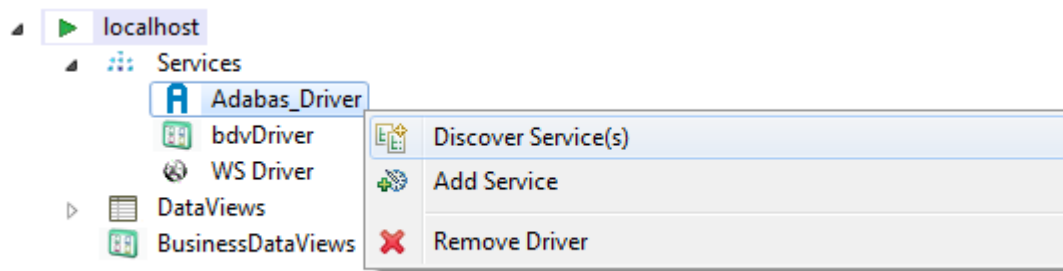 localhost
Services
Adabas_Driver
bdvDriver
Discover Service(s)
WS Driver
Add Service
DataViews
BusinessDataViews
Remove Driver